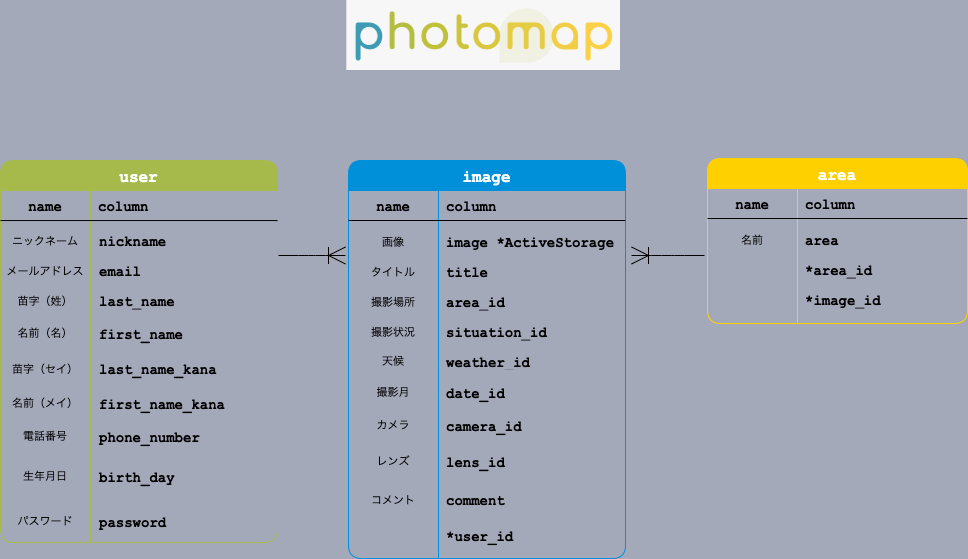 photomap
user
name column
ニックネーム nickname
メールアドレス email
苗字（姓） last_name
名前（名） first_name
苗字（セイ） last_name_kana
名前（メイ） first_name_kana
電話番号 phone_number
生年月日 birth_day
パスワード password
image
name column
画像 image *ActiveStorage
タイトル title
撮影場所 area_id
撮影状況 situation_id
天候 weather_id
撮影月 date_id
カメラ camera_id
レンズ lens_id
コメント comment
*user_id
area
name column
名前 area
*area_id
*image_id